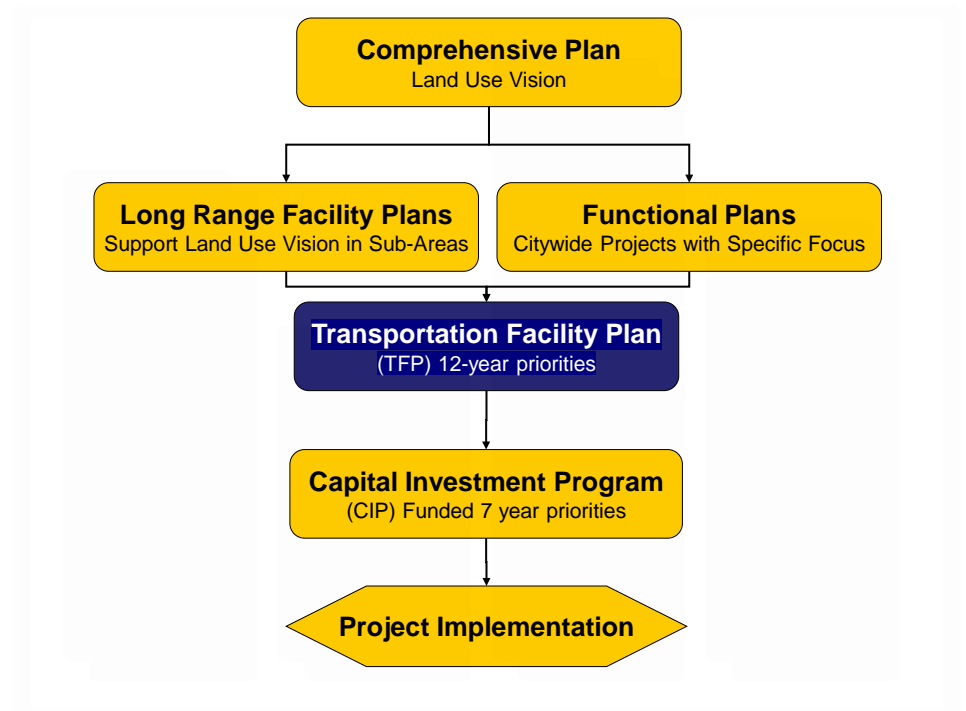 Comprehensive Plan
Land Use Vision
Long Range Facility Plans
Support Land Use Vision in Sub-Areas
Functional Plans
Citywide Projects with Specific Focus
Transportation Facility Plan
(TFP) 12-year priorities
Capital Investment Program
(CIP) Funded 7 year priorities
Project Implementation